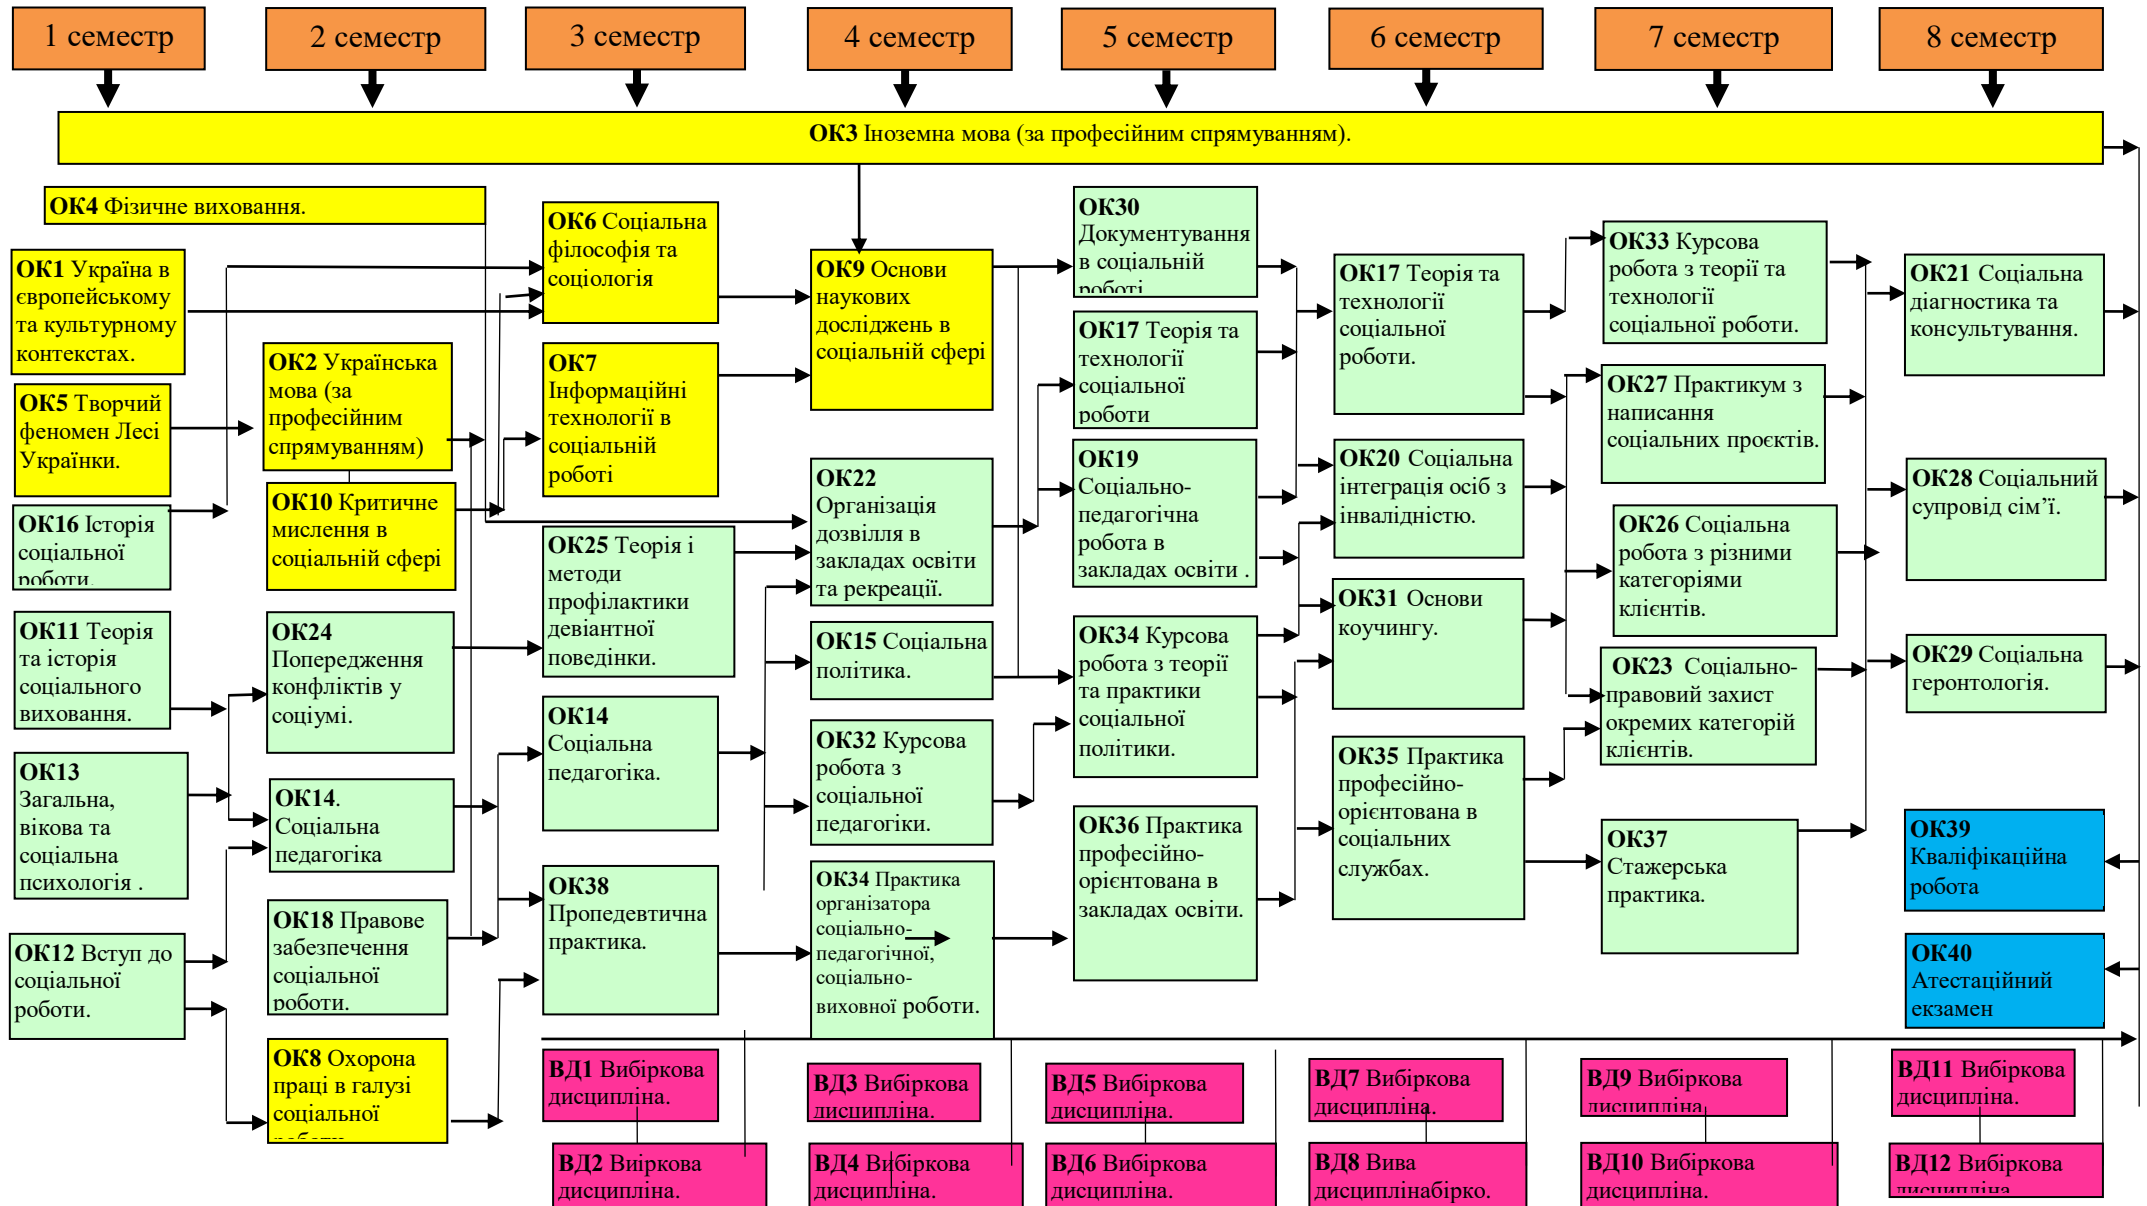 1 семестр
2 семестр
3 семестр
4 семестр
5 семестр
6 семестр
7 семестр
8 семестр
ОК3 Іноземна мова (за професійним спрямуванням).
ОК4 Фізичне виховання.
ОК1 Україна в
європейському
та культурному
контекстах.
ОК5 Творчий
феномен Лесі
Українки.
ОК16 Історія
соціальної
роботи.
ОК11 Теорія
та історія
соціального
виховання.
ОК13
Загальна,
вікова та
соціальна
психологія .
ОК12 Вступ до
соціальної
роботи.
ОК2 Українська
мова (за
професійним
спрямуванням)
ОК10 Критичне
мислення в
соціальній сфері
ОК24
Попередження
конфліктів у
соціумі.
ОК14.
Соціальна
педагогіка
ОК18 Правове
забезпечення
соціальної
роботи.
ОК8 Охорона
праці в галузі
соціальної
ОК6 Соціальна
філософія та
соціологія
ОК7
Інформаційні
технології в
соціальній
роботі
ОК25 Теорія і
методи
профілактики
девіантної
поведінки.
ОК14
Соціальна
педагогіка.
ОК38
Пропедевтична
практика.
ВД1 Вибіркова
дисципліна.
ВД2 Виіркова
дисципліна.
ОК9 Основи
наукових
досліджень в
соціальній сфері
ОК22
Організація
дозвілля в
закладах освіти
та рекреації.
ОК15 Соціальна
політика.
ОК32 Курсова
робота з
соціальної
педагогіки.
ОК34 Практика
організатора
соціально-
педагогічної,
соціально-
виховної роботи.
ВД3 Вибіркова
дисципліна.
ВД4 Вибіркова
дисципліна.
ОК30
Документування
в соціальній
роботі
ОК17 Теорія та
технології
соціальної
роботи
ОК19
Соціально-
педагогічна
робота в
закладах освіти .
ОК34 Курсова
робота з теорії
та практики
соціальної
політики.
ОК36 Практика
професійно-
орієнтована в
закладах освіти.
ВД5 Вибіркова
дисципліна.
ВД6 Вибіркова
дисципліна.
ОК17 Теорія та
технології
соціальної
роботи.
ОК20 Соціальна
інтеграція осіб з
інвалідністю.
ОК31 Основи
коучингу.
ОК35 Практика
професійно-
орієнтована в
соціальних
службах.
ВД7 Вибіркова
дисципліна.
ВД8 Вива
дисциплінабірко.
ОК33 Курсова
робота з теорії та
технології
соціальної роботи.
ОК27 Практикум з
написання
соціальних проєктів.
ОК26 Соціальна
робота з різними
категоріями
клієнтів.
ОК23 Соціально-
правовий захист
окремих категорій
клієнтів.
ОК37
Стажерська
практика.
ВД9 Вибіркова
дисципліна
ВД10 Вибіркова
дисципліна.
ОК21 Соціальна
діагностика та
консультування.
ОК28 Соціальний
супровід сім”ї.
ОК29 Соціальна
геронтологія.
ОК39
Кваліфікаційна
робота
ОК40
Атестаційний
екзамен
ВД11 Вибіркова
дисципліна.
ВД12 Вибіркова
дисципліна